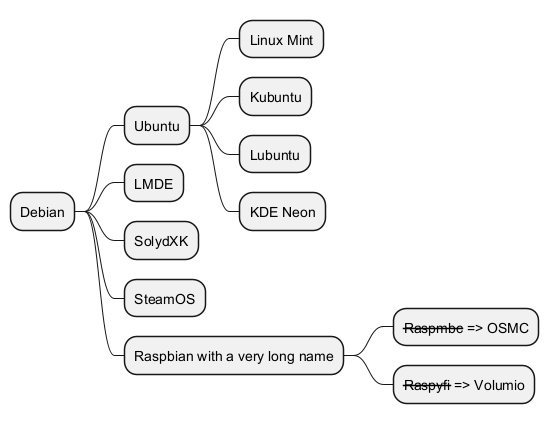 Debian
Ubuntu
Linux Mint
Kubuntu
Lubuntu
KDE Neon
LMDE
SolydXK
SteamOS
Raspbian with a very long name
Raspmbc => OSMC
Raspyfi => Volumio